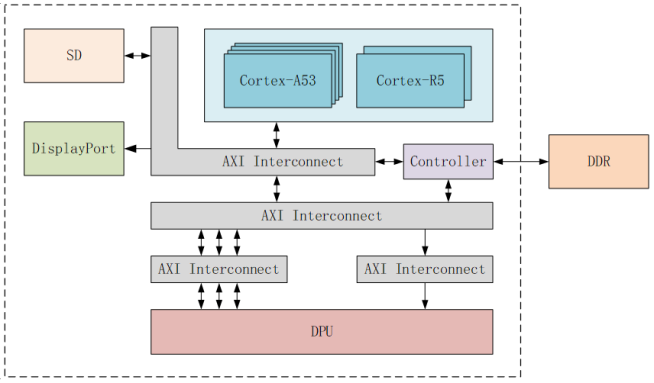 SD
Cortex-A53
Cortex-R5
DisplayPort
AXI Interconnect
Controller
DDR
AXI Interconnect
AXI Interconnect
AXI Interconnect
DPU